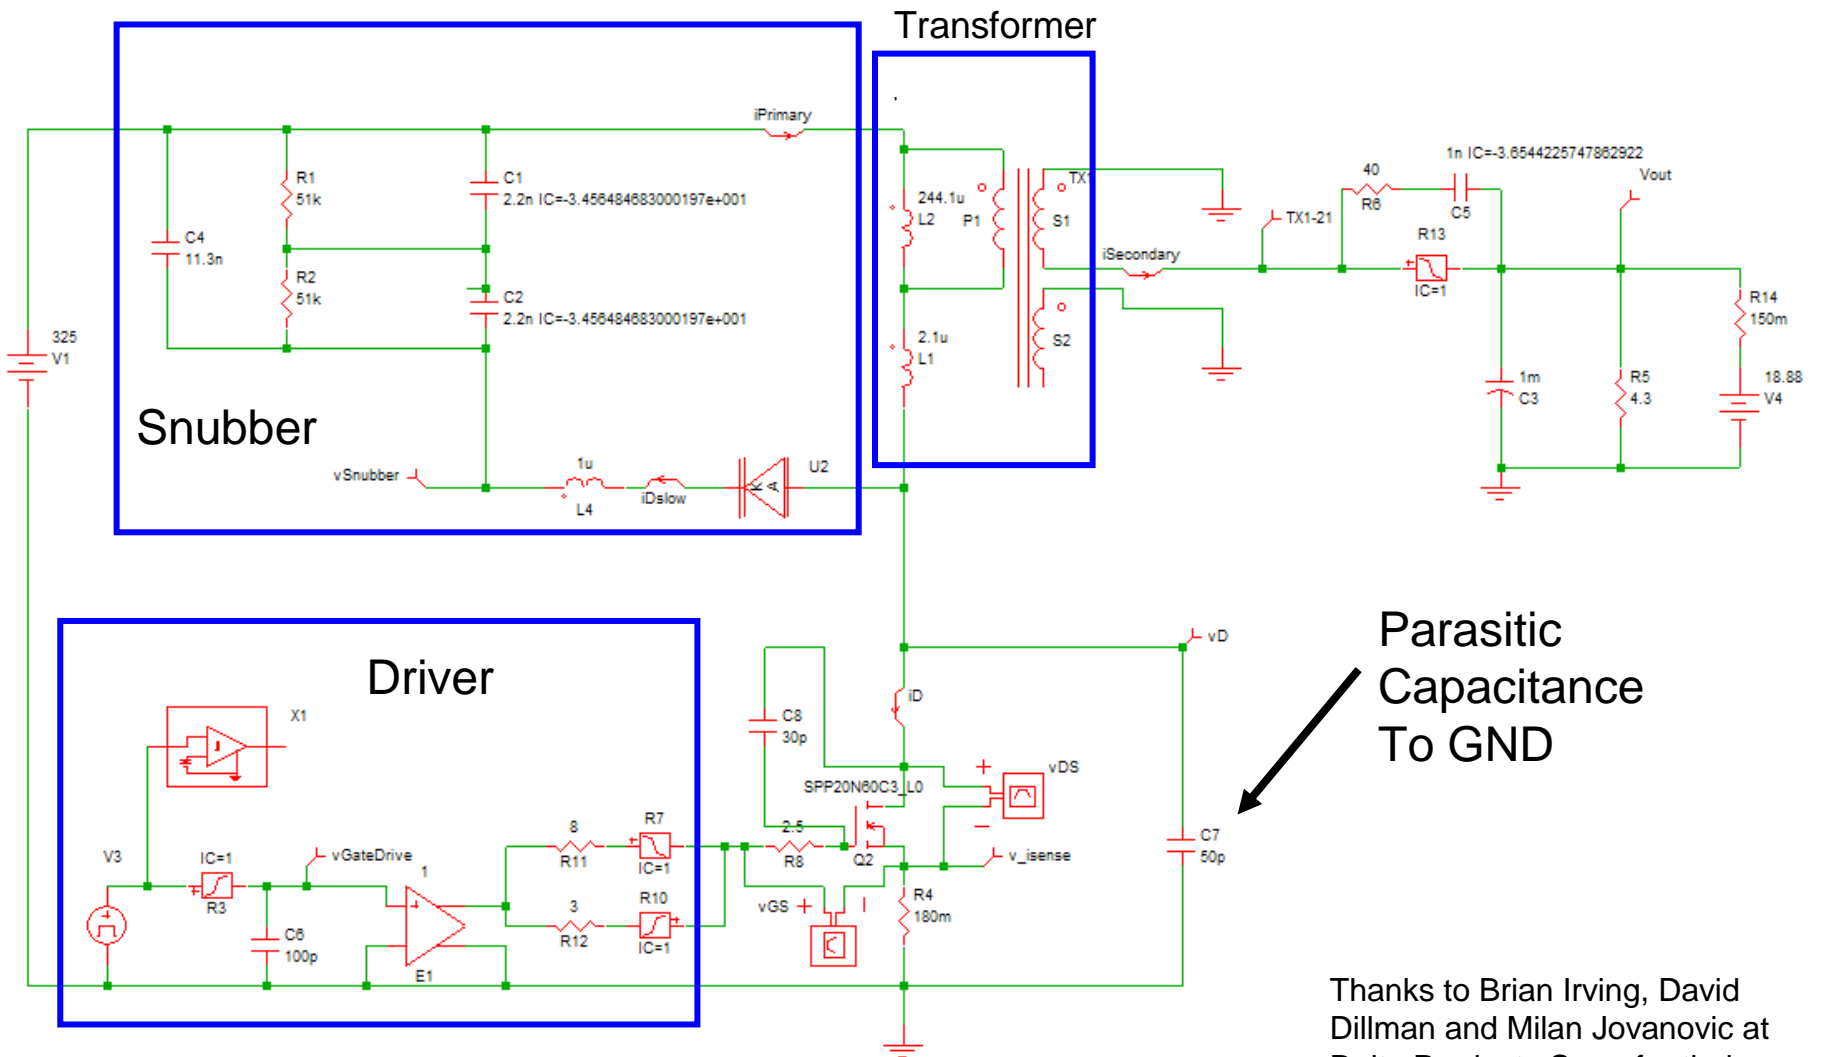 Transformer
iPrimary
1n IC=-3.6544225747862922
R1
51k
C1
2.2n IC=-3.456484683000197e+001
TX1
40
R6
C5
Vout
244.1u
L2
P1
S1
TX1-21
C4
11.3n
R13
IC=1
iSecondary
R2
51k
C2
2.2n IC=-3.456484683000197e+001
R14
150m
325
V1
2.1u
L1
S2
1m
C3
R5
4.3
18.88
V4
Snubber
vSnubber
1u
L4
iDslow
K A
U2
Parasitic
Capacitance
To GND
vD
Driver
iD
X1
C8
30p
vDS
SPP20N60C3_L0
V3
IC=1
R3
vGateDrive
1
8
R11
R7
IC=1
2.5
R8
Q2
v_isense
C7
50p
3
R12
R10
IC=1
vGS
R4
180m
C6
100p
E1
Thanks to Brian Irving, David
Dillman and Milan Jovanovic at